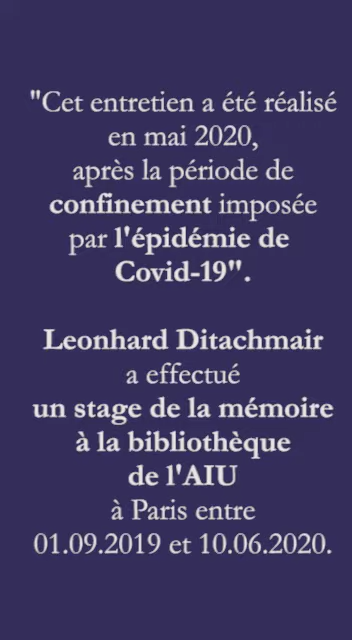 "Cet entretien a été réalisé
en mai 2020,
après la période de
confinement imposée
par l'épidémie de
Covid-19".
Leonhard Ditachmair
a effectué
un stage de la mémoire
à la bibliothèque
de l'AIU
à Paris entre
01.09.2019 et 10.06.2020.